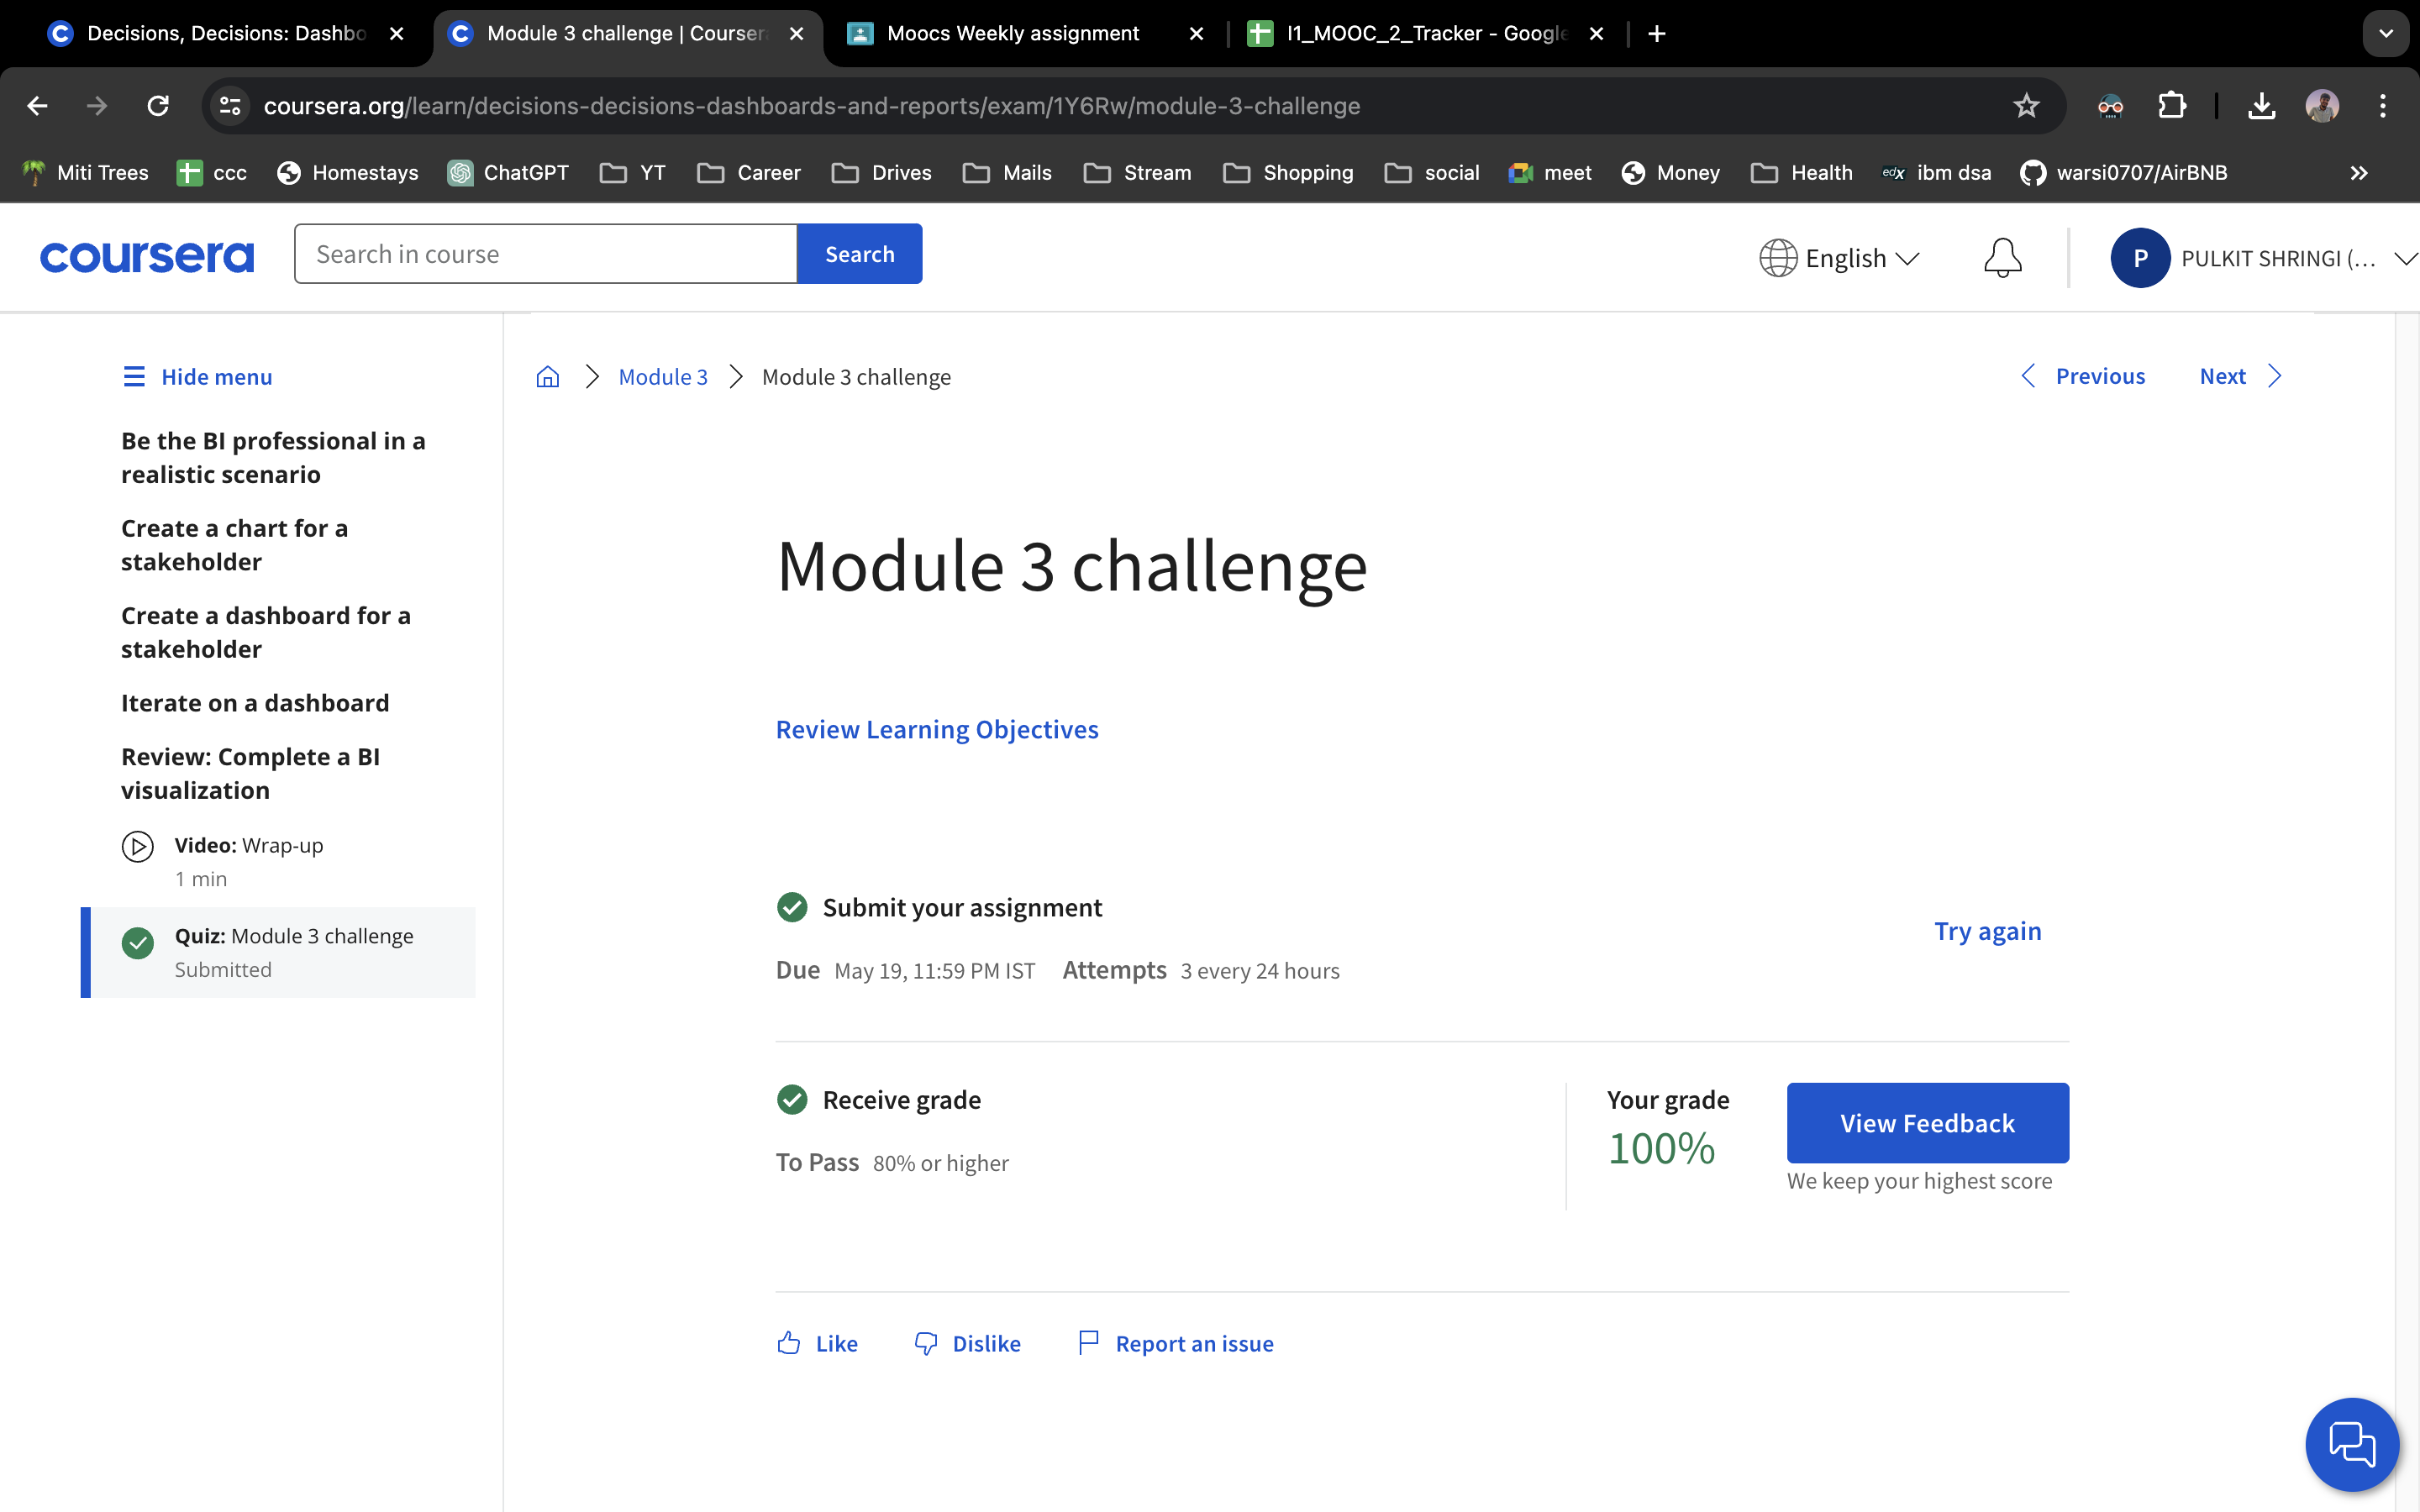 Decisions, Decisions: Dashbo
Module 3 challenge | Courser
Moocs Weekly assignment
I1_MOOC_2_Tracker - Google
coursera.org/learn/decisions-decisions-dashboards-and-reports/exam/1Y6Rw/module-3-challenge
Miti Trees
ccc
Homestays
ChatGPT
YT
Career
Drives
Mails
Stream
Shopping
social
meet
Money
Health
edX
ibm dsa
warsi0707/AirBNB
coursera
Search in course
Search
English
P
PULKIT SHRINGI (...
Hide menu
Be the BI professional in a
realistic scenario
Create a chart for a
stakeholder
Create a dashboard for a
stakeholder
Iterate on a dashboard
Review: Complete a BI
visualization
Video: Wrap-up
1 min
Quiz: Module 3 challenge
Submitted
Module 3
Module 3 challenge
Previous
Next
Module 3 challenge
Review Learning Objectives
Submit your assignment
Due May 19, 11:59 PM IST Attempts 3 every 24 hours
Try again
Receive grade
To Pass 80% or higher
Your grade
100%
View Feedback
We keep your highest score
Like
Dislike
Report an issue